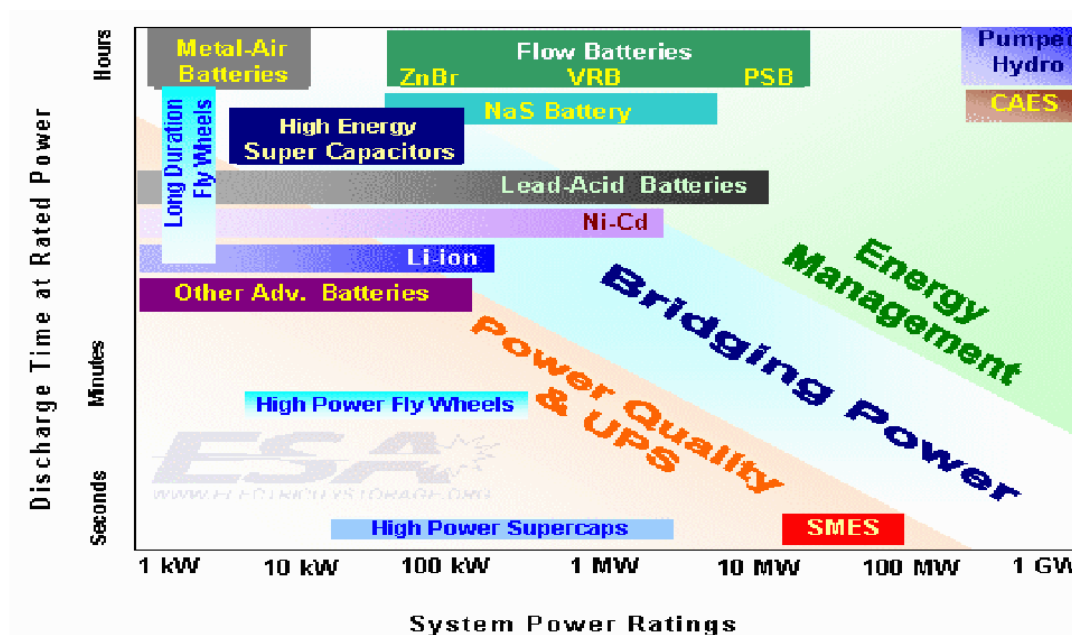 Discharge Time at Rated Power
Hours
Minutes
Seconds
Metal-Air
Batteries
Flow Batteries
ZnBr VRB PSB
Pumped
Hydro
CAES
NaS Battery
High Energy
Super Capacitors
Long Duration
Fly Wheels
Lead-Acid Batteries
Ni-Cd
Li-ion
Other Adv. Batteries
Energy
Management
Bridging Power
Power Quality
& UPS
High Power Fly Wheels
ESA
WWW.ELECTRICITYSTORAGE.ORG
High Power Supercaps
SMES
1 kW 10 kW 100 kW 1 MW 10 MW 100 MW 1 GW
System Power Ratings